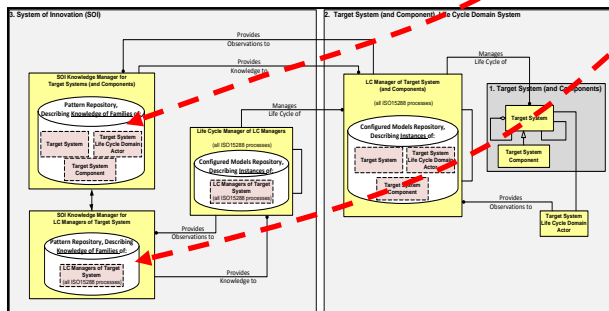 3. System of Innovation (SOI)
2. Target System (and Component) Life Cycle Domain System
Provides
Observations to
Provides
Knowledge to
Manages
Life Cycle of
SOI Knowledge Manager for
Target Systems (and Components)
Pattern Repository,
Describing Knowledge of Families of:
Target System
Target System
Life Cycle Domain
Actor
Target System
Component
Manages
Life Cycle of
Life Cycle Manager of LC Managers
(all ISO15288 processes)
Configured Models Repository,
Describing Instances of:
LC Managers of Target
System
(all ISO15288 processes)
LC Manager of Target System
(and Components)
(all ISO15288 processes)
Configured Models Repository,
Describing Instances of:
Target System
Target System
Life Cycle Domain
Actor
Target System
Component
1. Target System (and Components)
Target System
Target System
Component
SOI Knowledge Manager for
LC Managers of Target System
Pattern Repository, Describing
Knowledge of Families of:
LC Managers of Target
System
(all ISO15288 processes)
Provides
Observations to
Provides
Knowledge to
Provides
Observations to
Target System
Life Cycle Domain
Actor